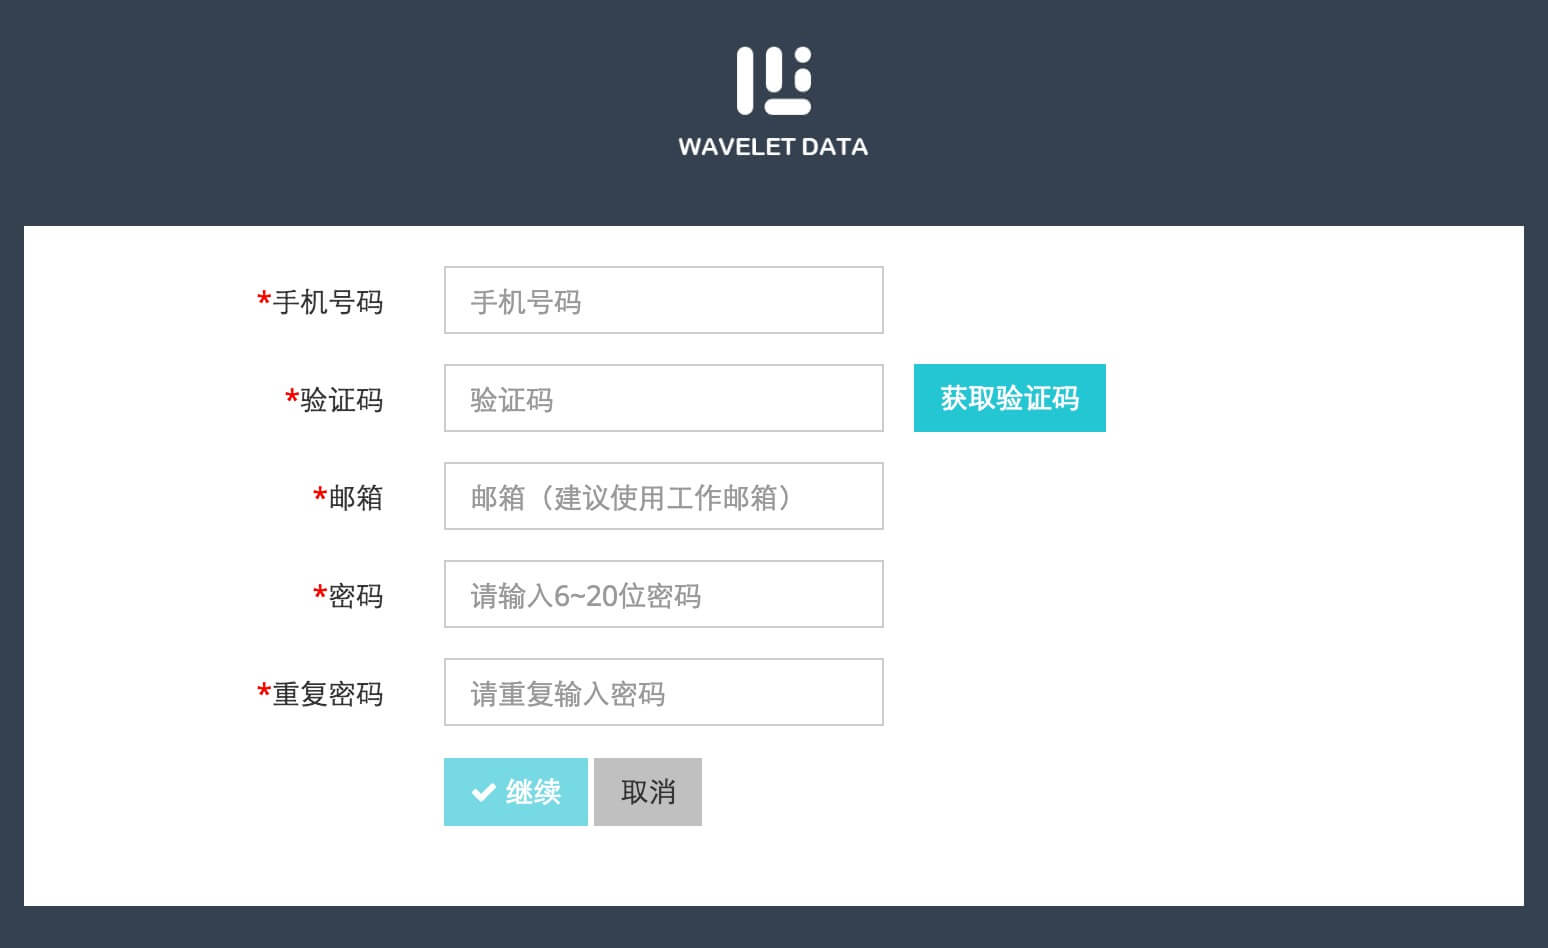 WAVELET DATA
*手机号码 手机号码
*验证码 验证码 获取验证码
*邮箱 邮箱（建议使用工作邮箱）
*密码 请输入6~20位密码
*重复密码 请重复输入密码
继续 取消